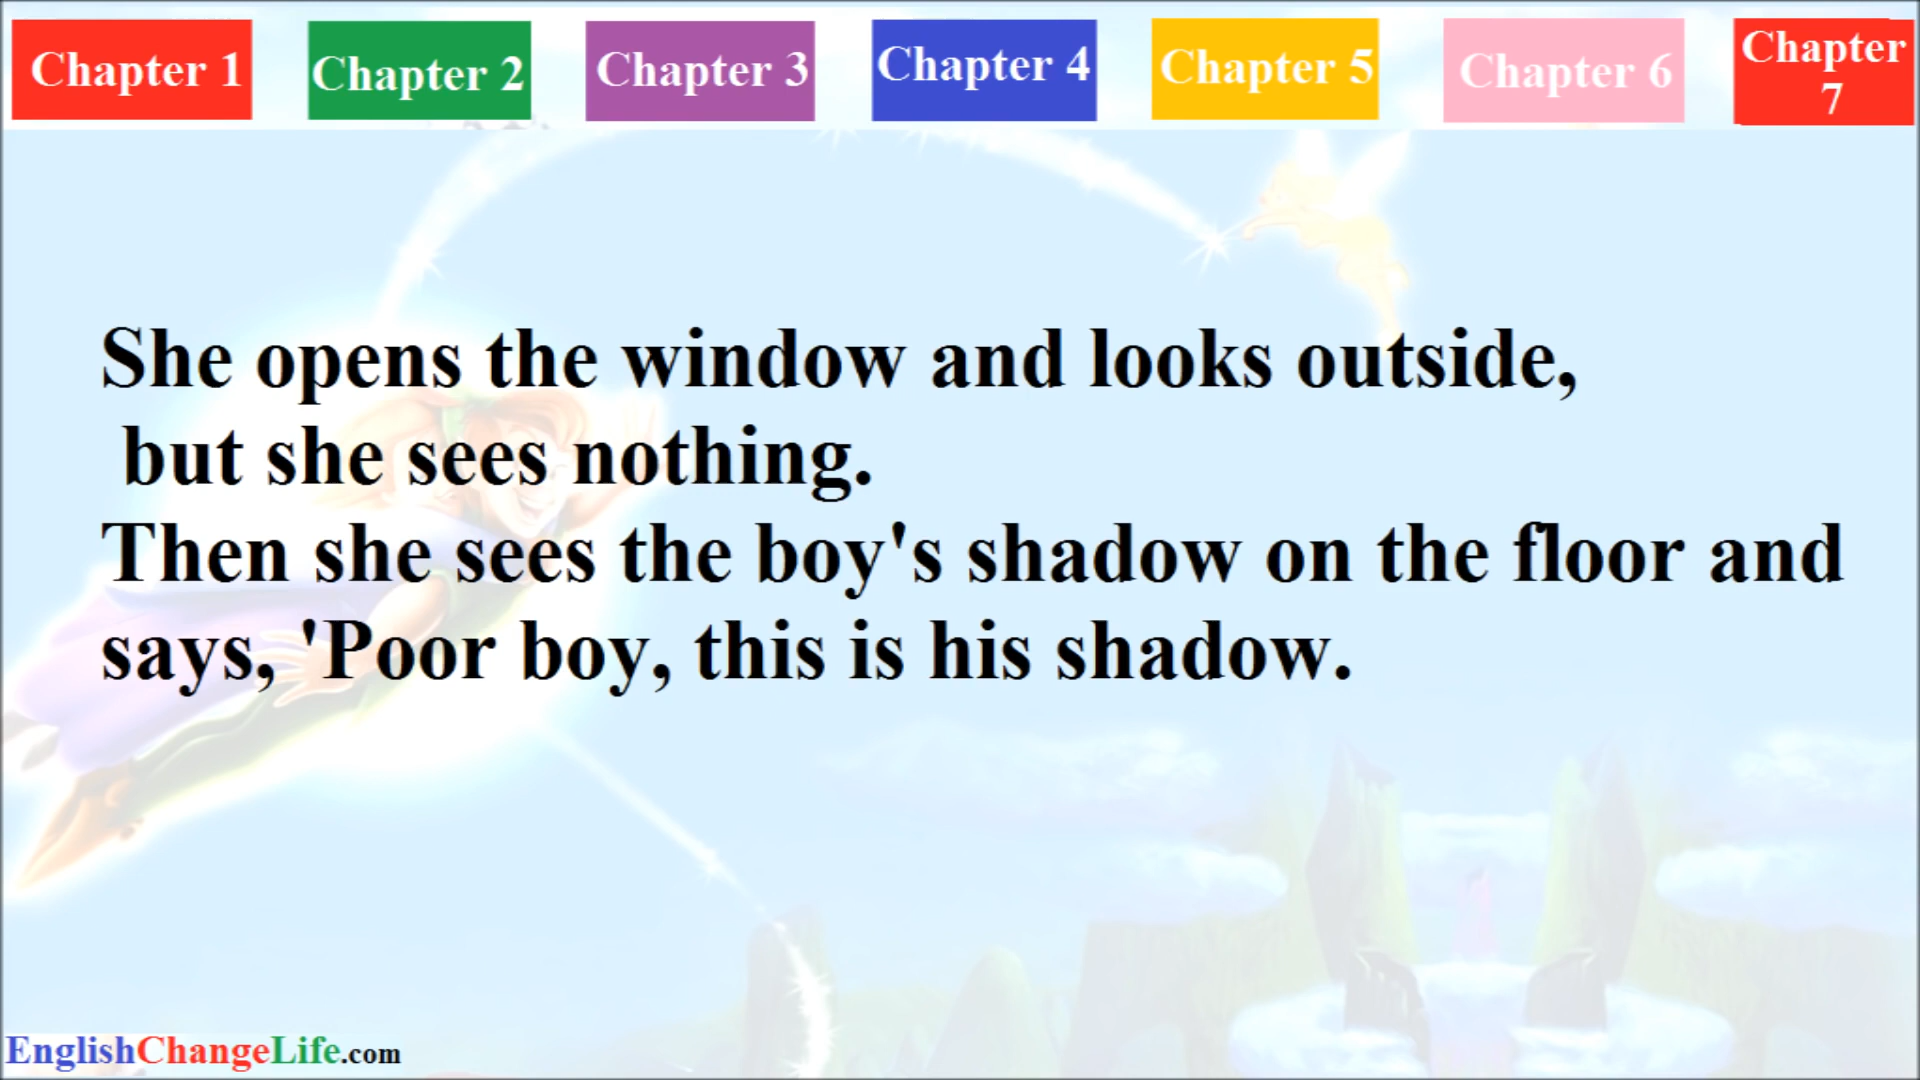 Chapter 1
Chapter 2
Chapter 3
Chapter 4
Chapter 5
Chapter 6
Chapter
7
She opens the window and looks outside,
but she sees nothing.
Then she sees the boy's shadow on the floor and
says, 'Poor boy, this is his shadow.
EnglishChangeLife.com